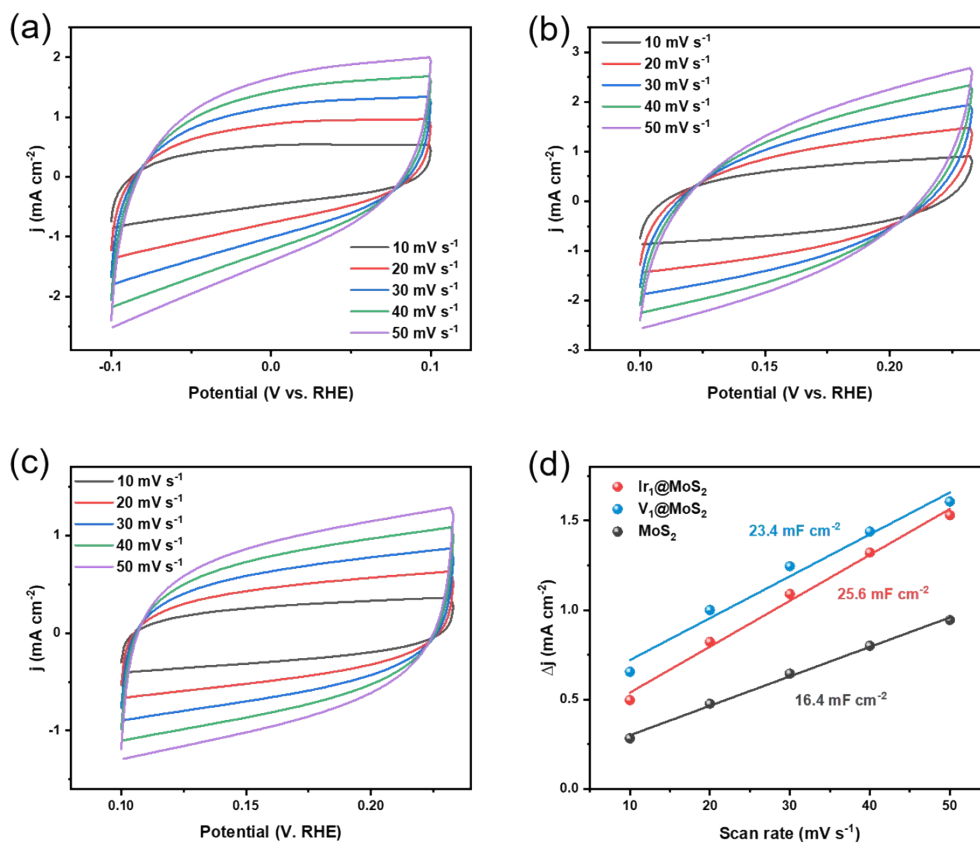 (a)
j (mA cm⁻²)
2
1
0
-1
-2
10 mV s⁻¹
20 mV s⁻¹
30 mV s⁻¹
40 mV s⁻¹
50 mV s⁻¹
-0.1
0.0
0.1
Potential (V vs. RHE)
(b)
j (mA cm⁻²)
3
2
1
0
-1
-2
-3
10 mV s⁻¹
20 mV s⁻¹
30 mV s⁻¹
40 mV s⁻¹
50 mV s⁻¹
0.10
0.15
0.20
Potential (V vs. RHE)
(c)
j (mA cm⁻²)
1
0
-1
10 mV s⁻¹
20 mV s⁻¹
30 mV s⁻¹
40 mV s⁻¹
50 mV s⁻¹
0.10
0.15
0.20
Potential (V. RHE)
(d)
Δj (mA cm⁻²)
1.5
1.0
0.5
0.0
Ir₁@MoS₂
V₁@MoS₂
MoS₂
23.4 mF cm⁻²
25.6 mF cm⁻²
16.4 mF cm⁻²
10
20
30
40
50
Scan rate (mV s⁻¹)